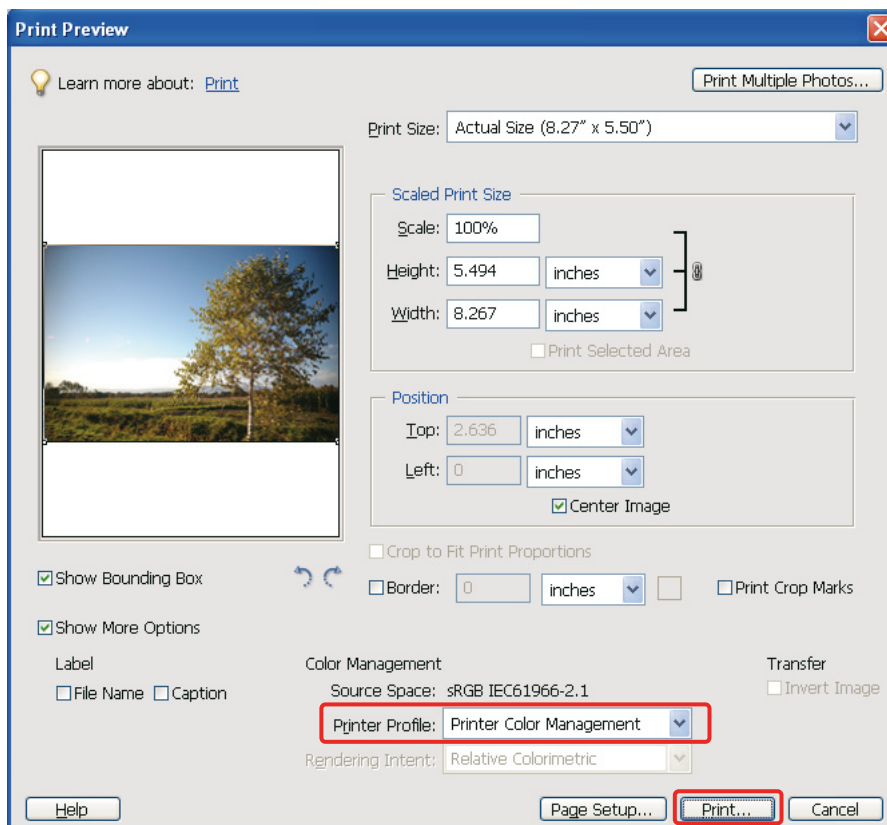 Print Preview
Learn more about: Print
Print Multiple Photos...
Print Size: Actual Size (8.27" x 5.50")
Scaled Print Size
Scale: 100%
Height: 5.494 inches
Width: 8.267 inches
Print Selected Area
Position
Top: 2.636 inches
Left: 0 inches
Center Image
Crop to Fit Print Proportions
Show Bounding Box
Border: 0 inches
Print Crop Marks
Show More Options
Label
File Name Caption
Color Management
Source Space: sRGB IEC61966-2.1
Printer Profile: Printer Color Management
Rendering Intent: Relative Colorimetric
Transfer
Invert Image
Help
Page Setup...
Print...
Cancel